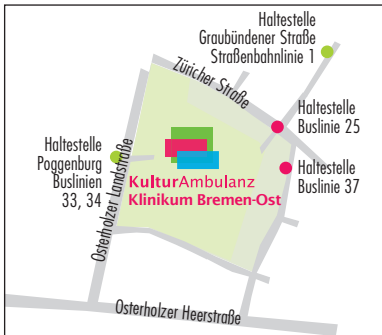 Haltestelle
Graubündener Straße
Straßenbahnlinie 1
Züricher Straße
Haltestelle
Buslinie 25
Haltestelle
Poggenburg
Buslinien
33, 34
Haltestelle
Buslinie 37
KulturAmbulanz
Klinikum Bremen-Ost
Osterholzer Landstraße
Osterholzer Heerstraße